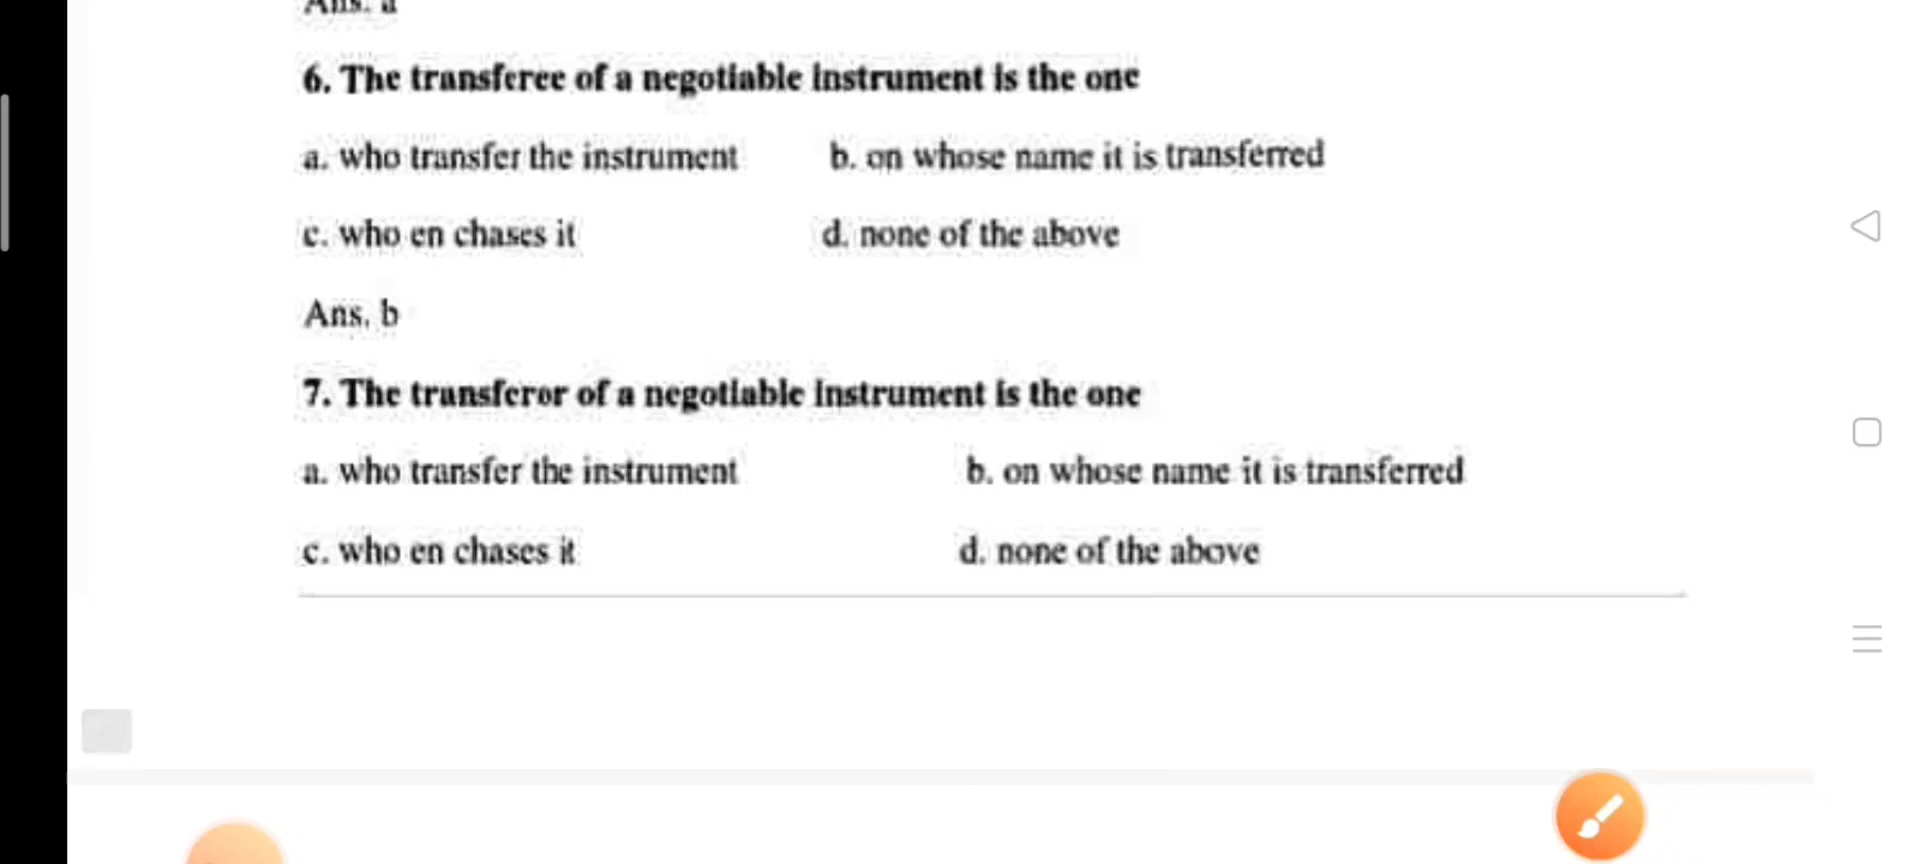 Ans. a
6. The transferee of a negotiable instrument is the one
a. who transfer the instrument b. on whose name it is transferred
c. who en chases it d. none of the above
Ans. b
7. The transferor of a negotiable instrument is the one
a. who transfer the instrument b. on whose name it is transferred
c. who en chases it d. none of the above